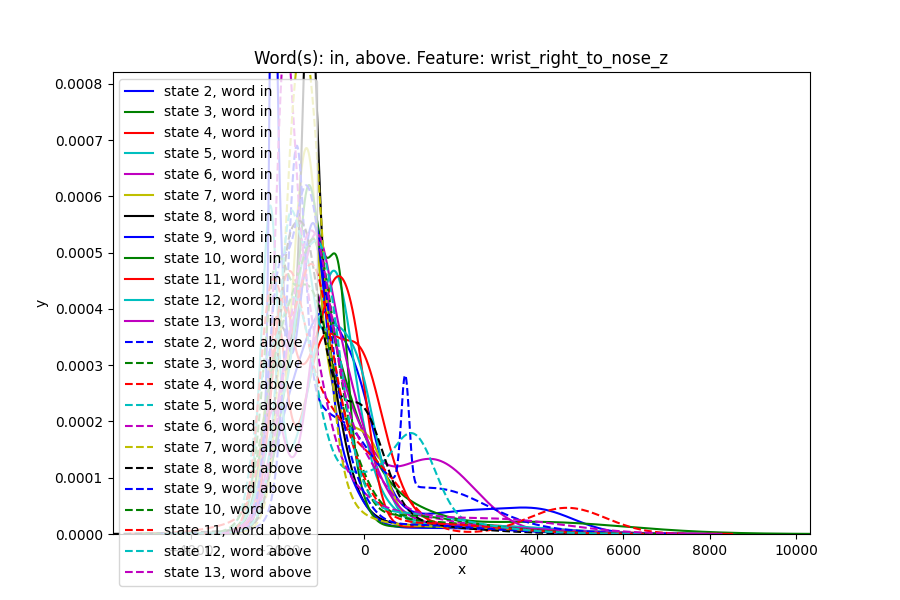 Word(s): in, above. Feature: wrist_right_to_nose_z
0.0008
0.0007
0.0006
0.0005
0.0004
0.0003
0.0002
0.0001
0.0000
y
state 2, word in
state 3, word in
state 4, word in
state 5, word in
state 6, word in
state 7, word in
state 8, word in
state 9, word in
state 10, word in
state 11, word in
state 12, word in
state 13, word in
state 2, word above
state 3, word above
state 4, word above
state 5, word above
state 6, word above
state 7, word above
state 8, word above
state 9, word above
state 10, word above
state 11, word above
state 12, word above
state 13, word above
0 2000 4000 6000 8000 10000
x